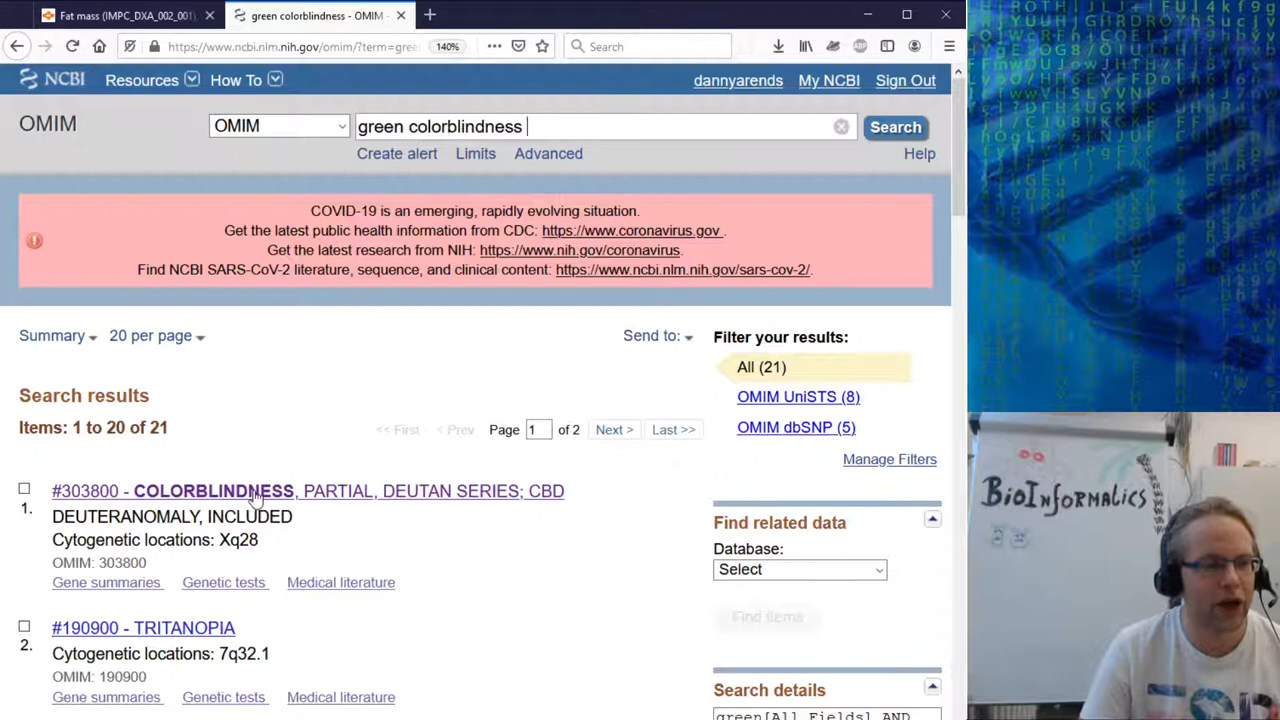 Fat mass (IMPC_DXA_002_001)
green colorblindness - OMIM -
https://www.ncbi.nlm.nih.gov/omim/?term=gree
140%
Search
NCBI Resources How To
dannyarends My NCBI Sign Out
OMIM
OMIM
green colorblindness
Search
Create alert Limits Advanced
Help
COVID-19 is an emerging, rapidly evolving situation.
Get the latest public health information from CDC: https://www.coronavirus.gov .
Get the latest research from NIH: https://www.nih.gov/coronavirus.
Find NCBI SARS-CoV-2 literature, sequence, and clinical content: https://www.ncbi.nlm.nih.gov/sars-cov-2/.
Summary 20 per page
Send to:
Search results
Items: 1 to 20 of 21
<< First < Prev Page 1 of 2 Next > Last >>
1.
#303800 - COLORBLINDNESS, PARTIAL, DEUTAN SERIES; CBD
DEUTERANOMALY, INCLUDED
Cytogenetic locations: Xq28
OMIM: 303800
Gene summaries Genetic tests Medical literature
2.
#190900 - TRITANOPIA
Cytogenetic locations: 7q32.1
OMIM: 190900
Gene summaries Genetic tests Medical literature
Filter your results:
All (21)
OMIM UniSTS (8)
OMIM dbSNP (5)
Manage Filters
Find related data
Database:
Select
Find items
Search details
green[All Fields] AND
BioInformatics